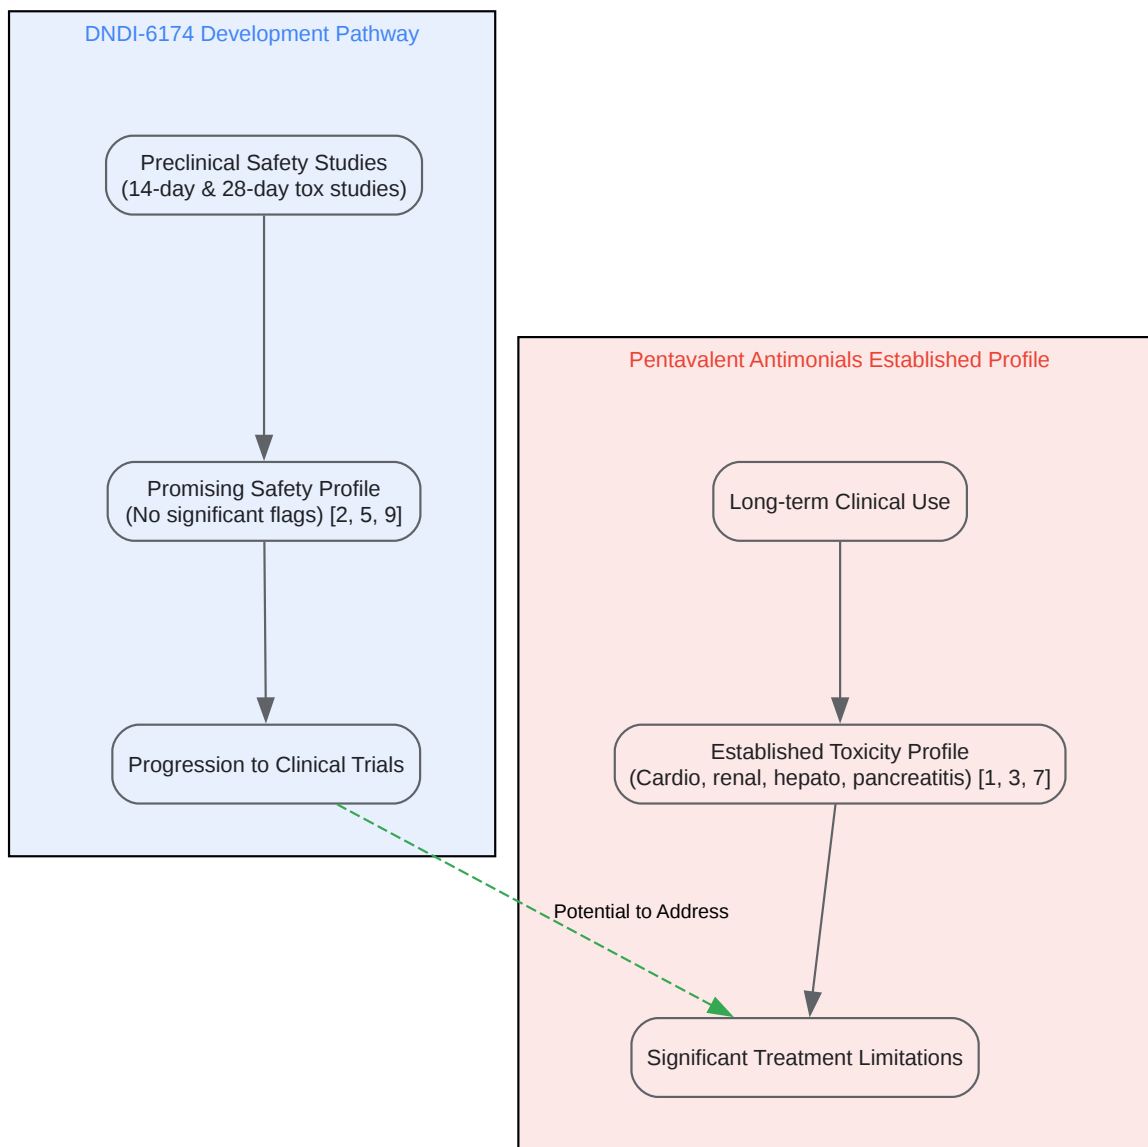 DNDI-6174 Development Pathway
Preclinical Safety Studies
(14-day & 28-day tox studies)
Promising Safety Profile
(No significant flags) [2, 5, 9]
Progression to Clinical Trials
Potential to Address
Pentavalent Antimonials Established Profile
Long-term Clinical Use
Established Toxicity Profile
(Cardio, renal, hepato, pancreatitis) [1, 3, 7]
Significant Treatment Limitations